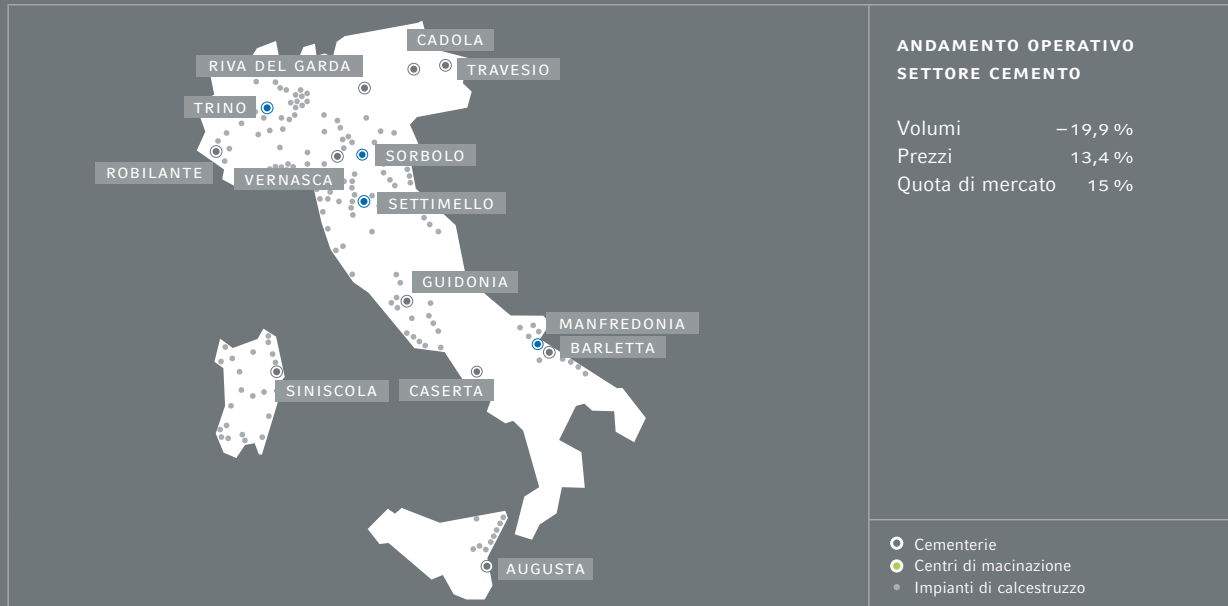 CADOLA
RIVA DEL GARDA
TRAVESIO
TRINO
SORBOLO
ROBILANTE
VERNASCA
SETTIMELLO
GUIDONIA
MANFREDONIA
BARLETTA
SINISCOLA
CASERTA
AUGUSTA
ANDAMENTO OPERATIVO
SETTORE CEMENTO
Volumi –19,9 %
Prezzi 13,4 %
Quota di mercato 15 %
Cementerie
Centri di macinazione
Impianti di calcestruzzo